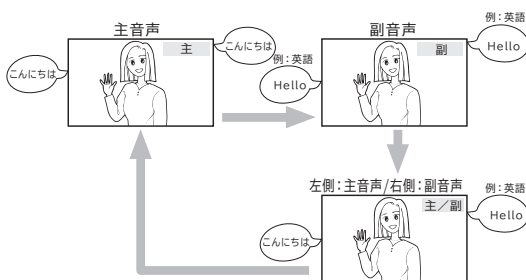 主音声
主
こんにちは
こんにちは
副音声
副
例：英語
Hello
例：英語
Hello
左側：主音声/右側：副音声
主／副
こんにちは
例：英語
Hello